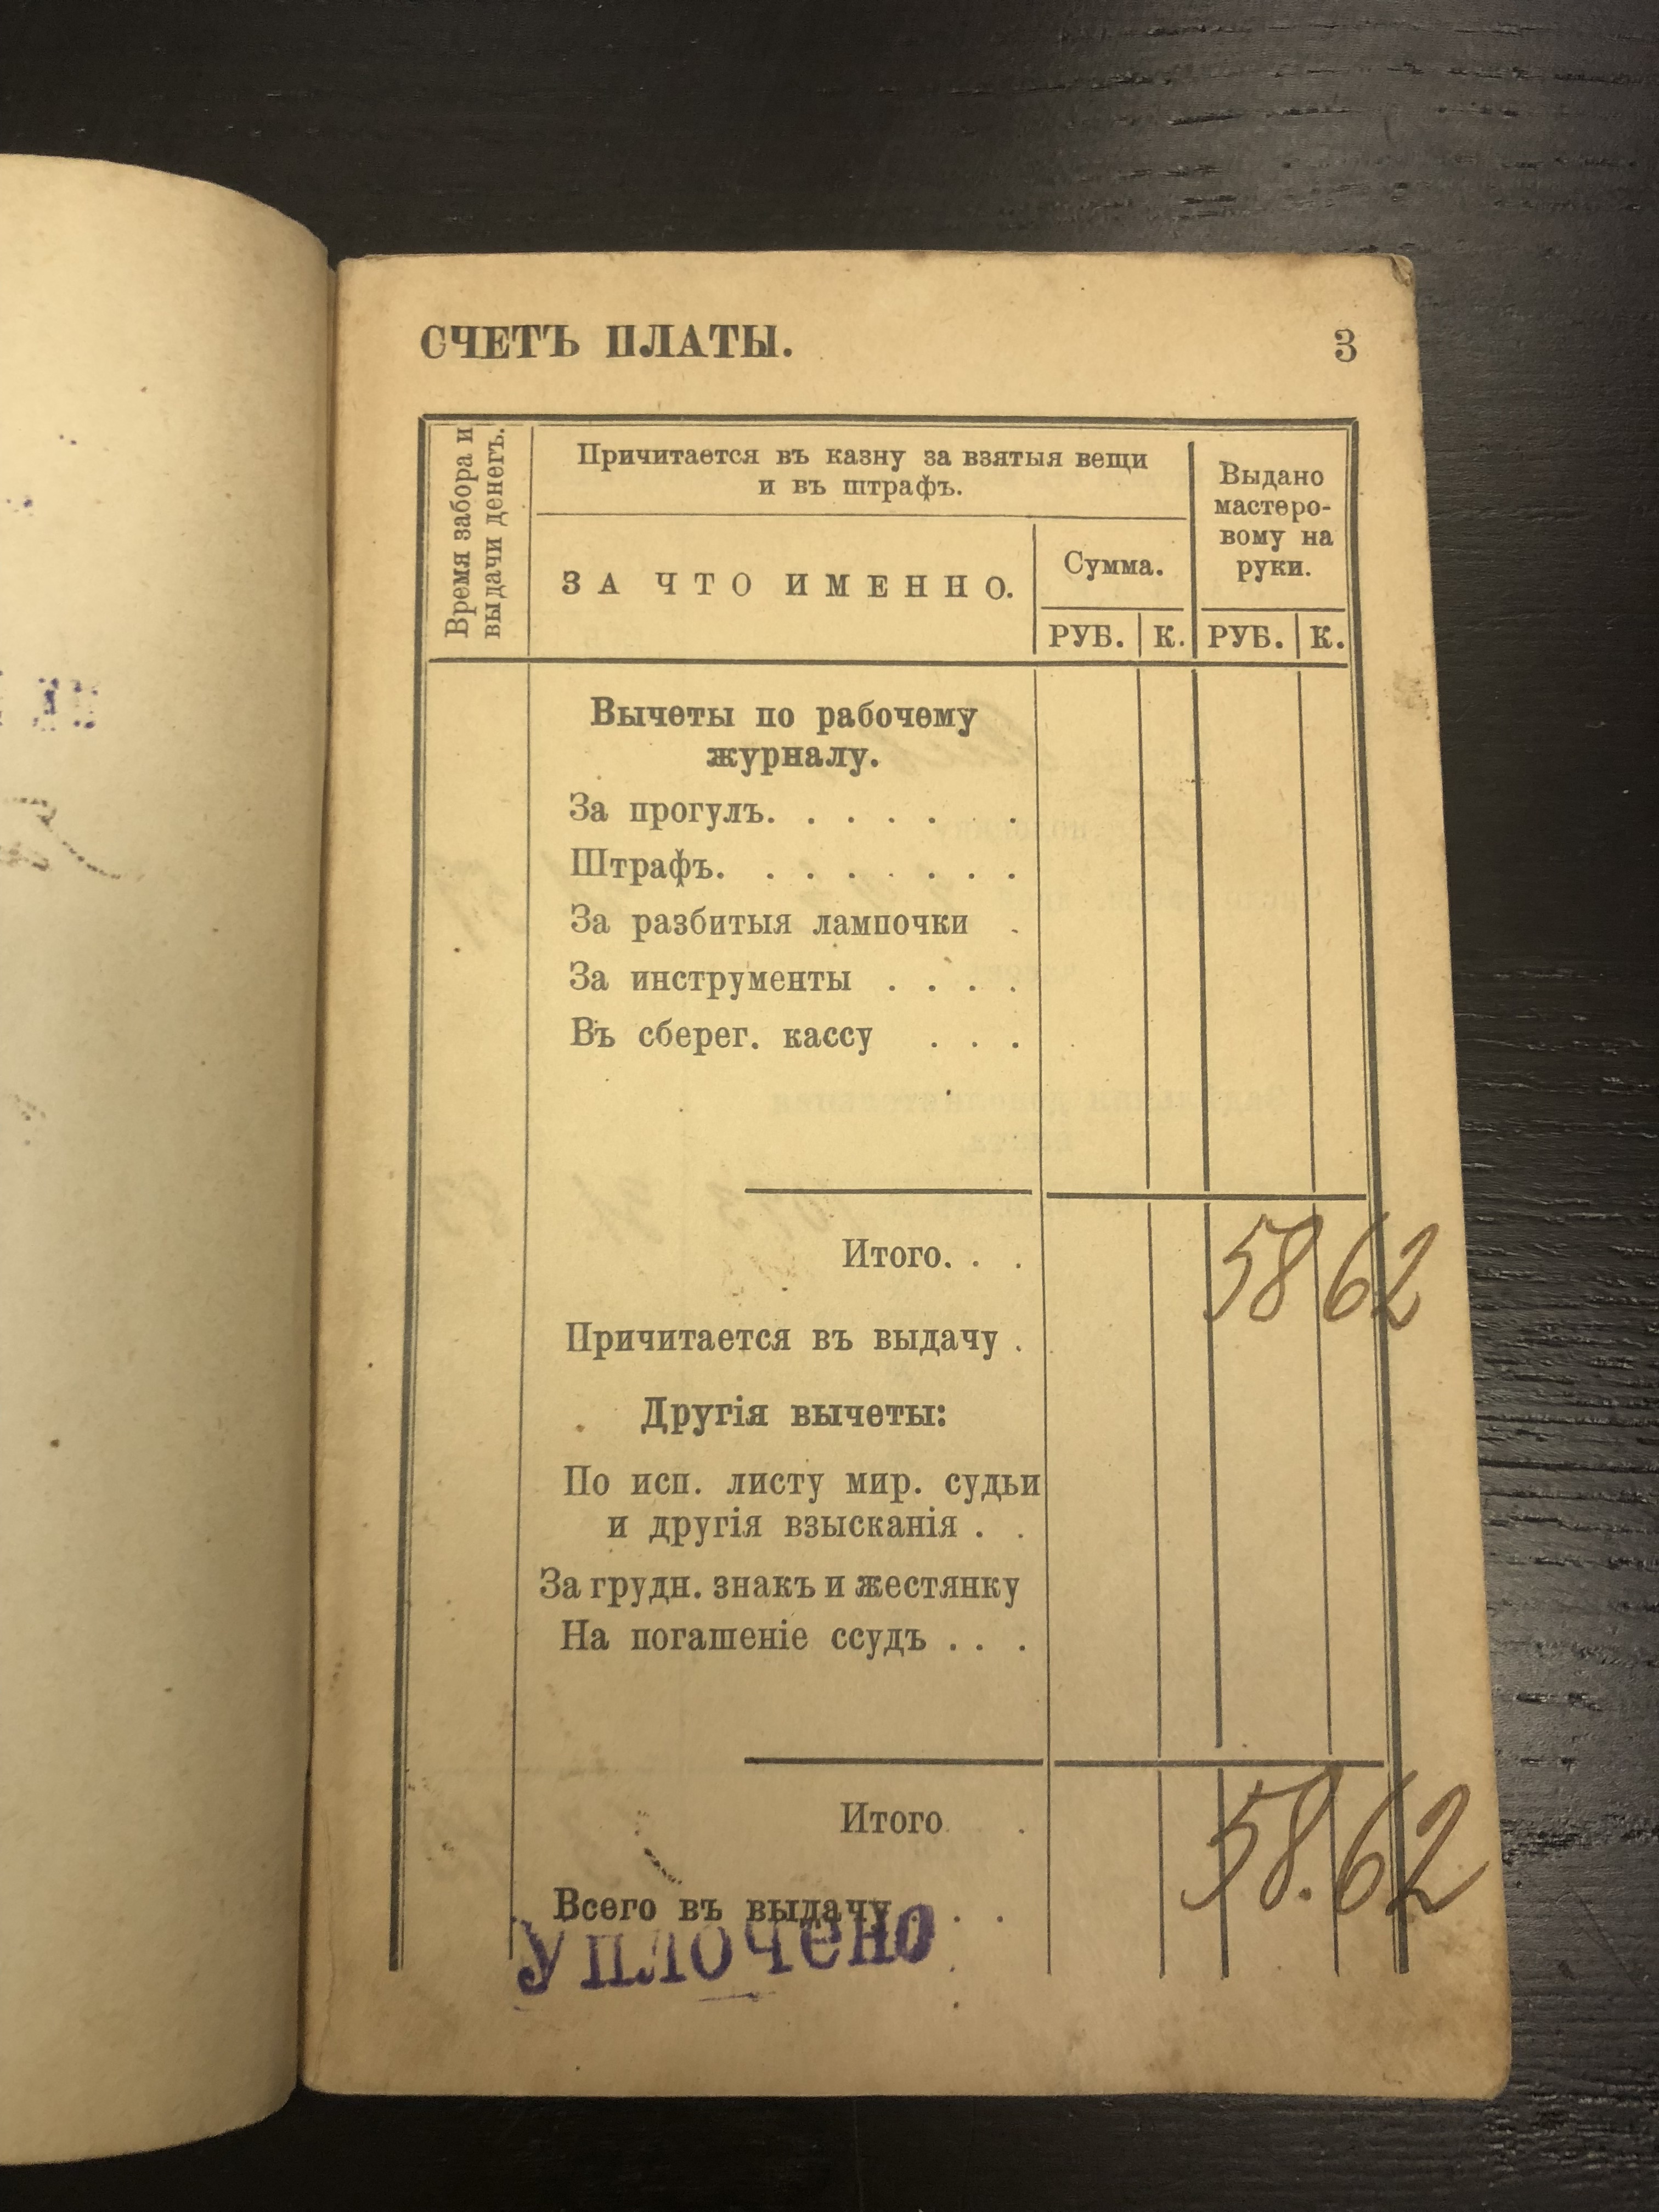 СЧЕТЪ ПЛАТЫ.
3
Время забора и
выдачи денегъ.
Причитается въ казну за взятыя вещи
и въ штрафъ.
ЗА ЧТО ИМЕННО.
Сумма.
РУБ. К.
Выдано
мастеро-
вому на
руки.
РУБ. К.
Вычеты по рабочему
журналу.
За прогулъ. . . . . . .
Штрафъ. . . . . . . .
За разбитыя лампочки .
За инструменты . . . .
Въ сберег. кассу . . .
Итого. . . 58 62
Причитается въ выдачу .
Другія вычеты:
По исп. листу мир. судьи
и другія взысканія . .
За грудн. знакъ и жестянку
На погашеніе ссудъ . . .
Итого . . 58.62
Всего въ выдачу . . .
Уплочено